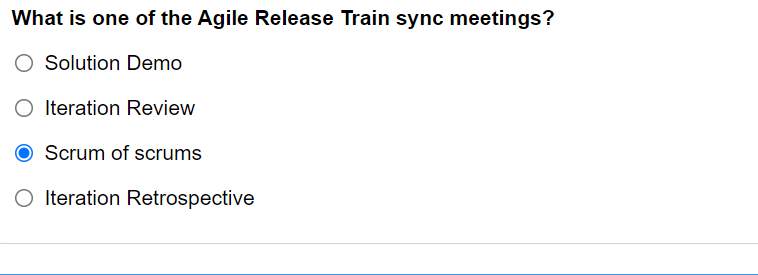 What is one of the Agile Release Train sync meetings?
Solution Demo
Iteration Review
Scrum of scrums
Iteration Retrospective